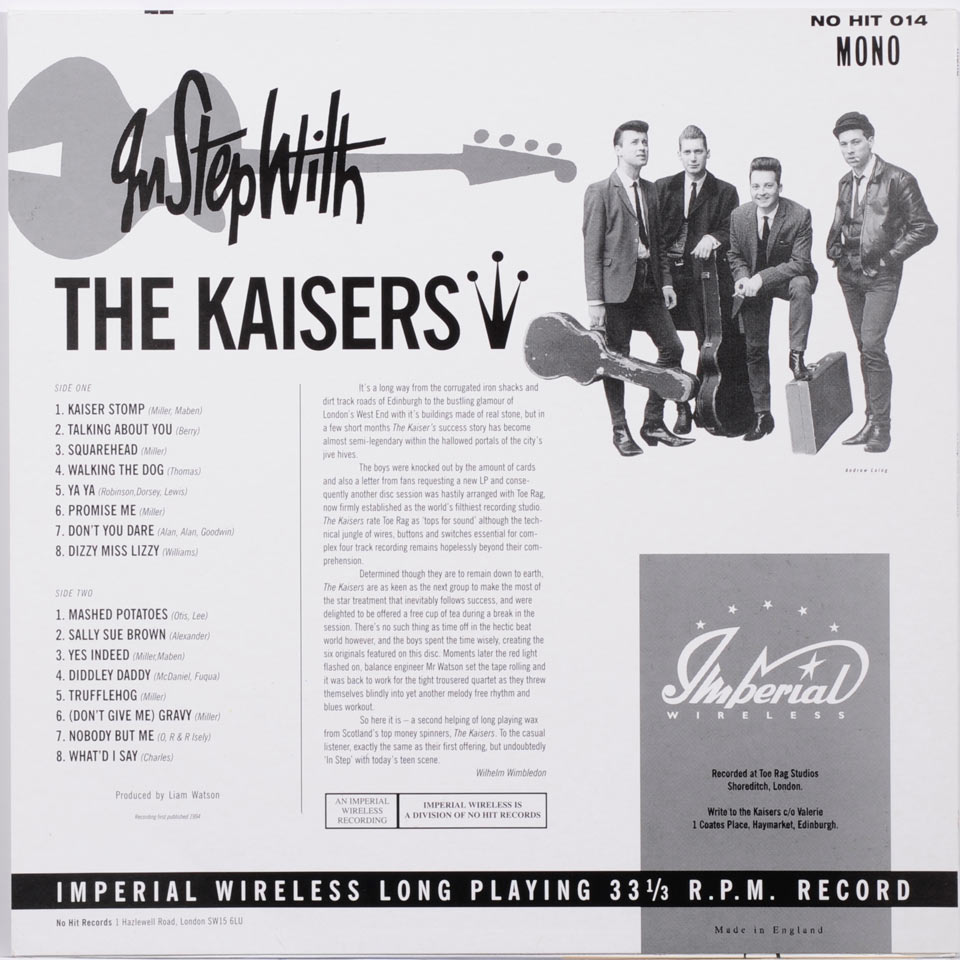 NO HIT 014
MONO
In Step With
THE KAISERS
SIDE ONE
1. KAISER STOMP (Miller, Maben)
2. TALKING ABOUT YOU (Berry)
3. SQUAREHEAD (Miller)
4. WALKING THE DOG (Thomas)
5. YA YA (Robinson,Dorsey, Lewis)
6. PROMISE ME (Miller)
7. DON'T YOU DARE (Alan, Alan, Goodwin)
8. DIZZY MISS LIZZY (Williams)
SIDE TWO
1. MASHED POTATOES (Otis, Lee)
2. SALLY SUE BROWN (Alexander)
3. YES INDEED (Miller,Maben)
4. DIDDLEY DADDY (McDaniel, Fuqua)
5. TRUFFLEHOG (Miller)
6. (DON'T GIVE ME) GRAVY (Miller)
7. NOBODY BUT ME (O, R & R Isely)
8. WHAT'D I SAY (Charles)
Produced by Liam Watson
Recording first published 1994
It's a long way from the corrugated iron shacks and
dirt track roads of Edinburgh to the bustling glamour of
London's West End with it's buildings made of real stone, but in
a few short months The Kaiser's success story has become
almost semi-legendary within the hallowed portals of the city's
jive hives.
The boys were knocked out by the amount of cards
and also a letter from fans requesting a new LP and conse-
quently another disc session was hastily arranged with Toe Rag,
now firmly established as the world's filthiest recording studio.
The Kaisers rate Toe Rag as 'tops for sound' although the tech-
nical jungle of wires, buttons and switches essential for com-
plex four track recording remains hopelessly beyond their com-
prehension.
Determined though they are to remain down to earth,
The Kaisers are as keen as the next group to make the most of
the star treatment that inevitably follows success, and were
delighted to be offered a free cup of tea during a break in the
session. There's no such thing as time off in the hectic beat
world however, and the boys spent the time wisely, creating the
six originals featured on this disc. Moments later the red light
flashed on, balance engineer Mr Watson set the tape rolling and
it was back to work for the tight trousered quartet as they threw
themselves blindly into yet another melody free rhythm and
blues workout.
So here it is – a second helping of long playing wax
from Scotland's top money spinners, The Kaisers. To the casual
listener, exactly the same as their first offering, but undoubtedly
'In Step' with today's teen scene.
Wilhelm Wimbledon
AN IMPERIAL
WIRELESS
RECORDING
IMPERIAL WIRELESS IS
A DIVISION OF NO HIT RECORDS
Andrew Laing
Imperial
WIRELESS
Recorded at Toe Rag Studios
Shoreditch, London.
Write to the Kaisers c/o Valerie
1 Coates Place, Haymarket, Edinburgh.
IMPERIAL WIRELESS LONG PLAYING 33 1/3 R.P.M. RECORD
No Hit Records 1 Hazlewell Road, London SW15 6LU
Made in England